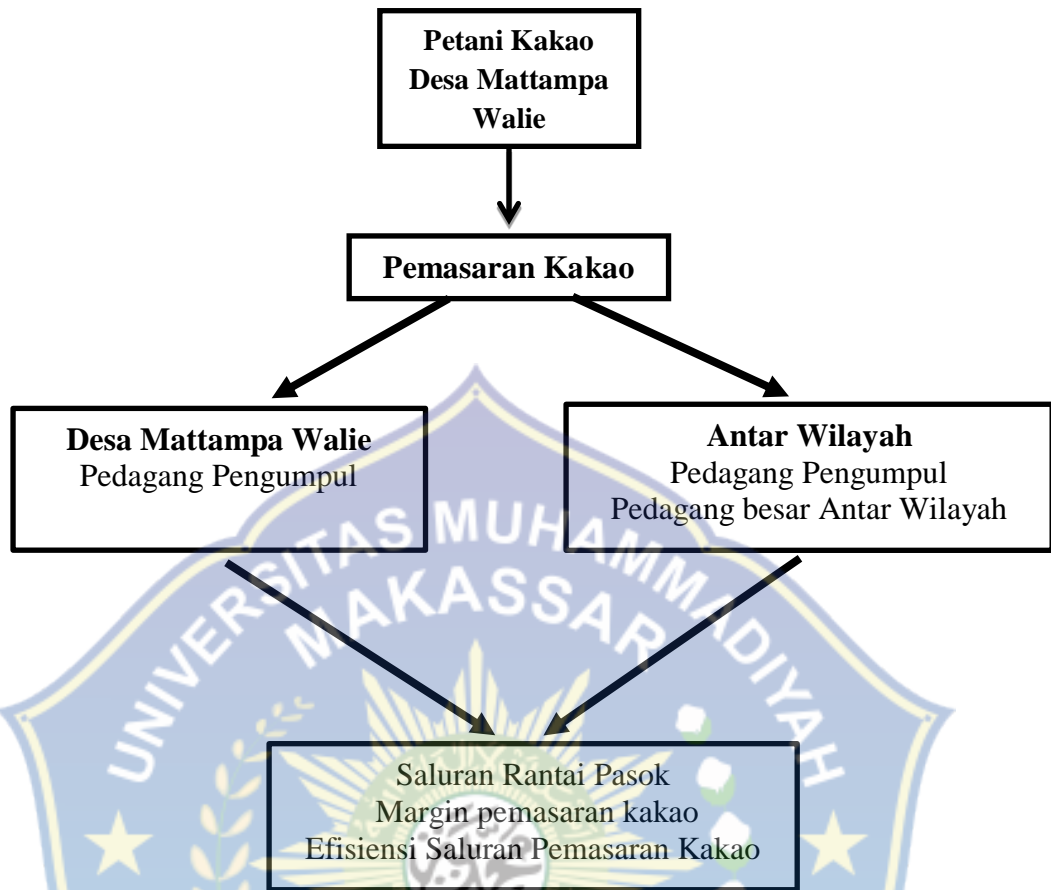 Petani Kakao
Desa Mattampa
Walie
Pemasaran Kakao
Desa Mattampa Walie
Pedagang Pengumpul
Antar Wilayah
Pedagang Pengumpul
Pedagang besar Antar Wilayah
UNIVERSITAS MUHAMMADIYAH
MAKASSAR
Saluran Rantai Pasok
Margin pemasaran kakao
Efisiensi Saluran Pemasaran Kakao